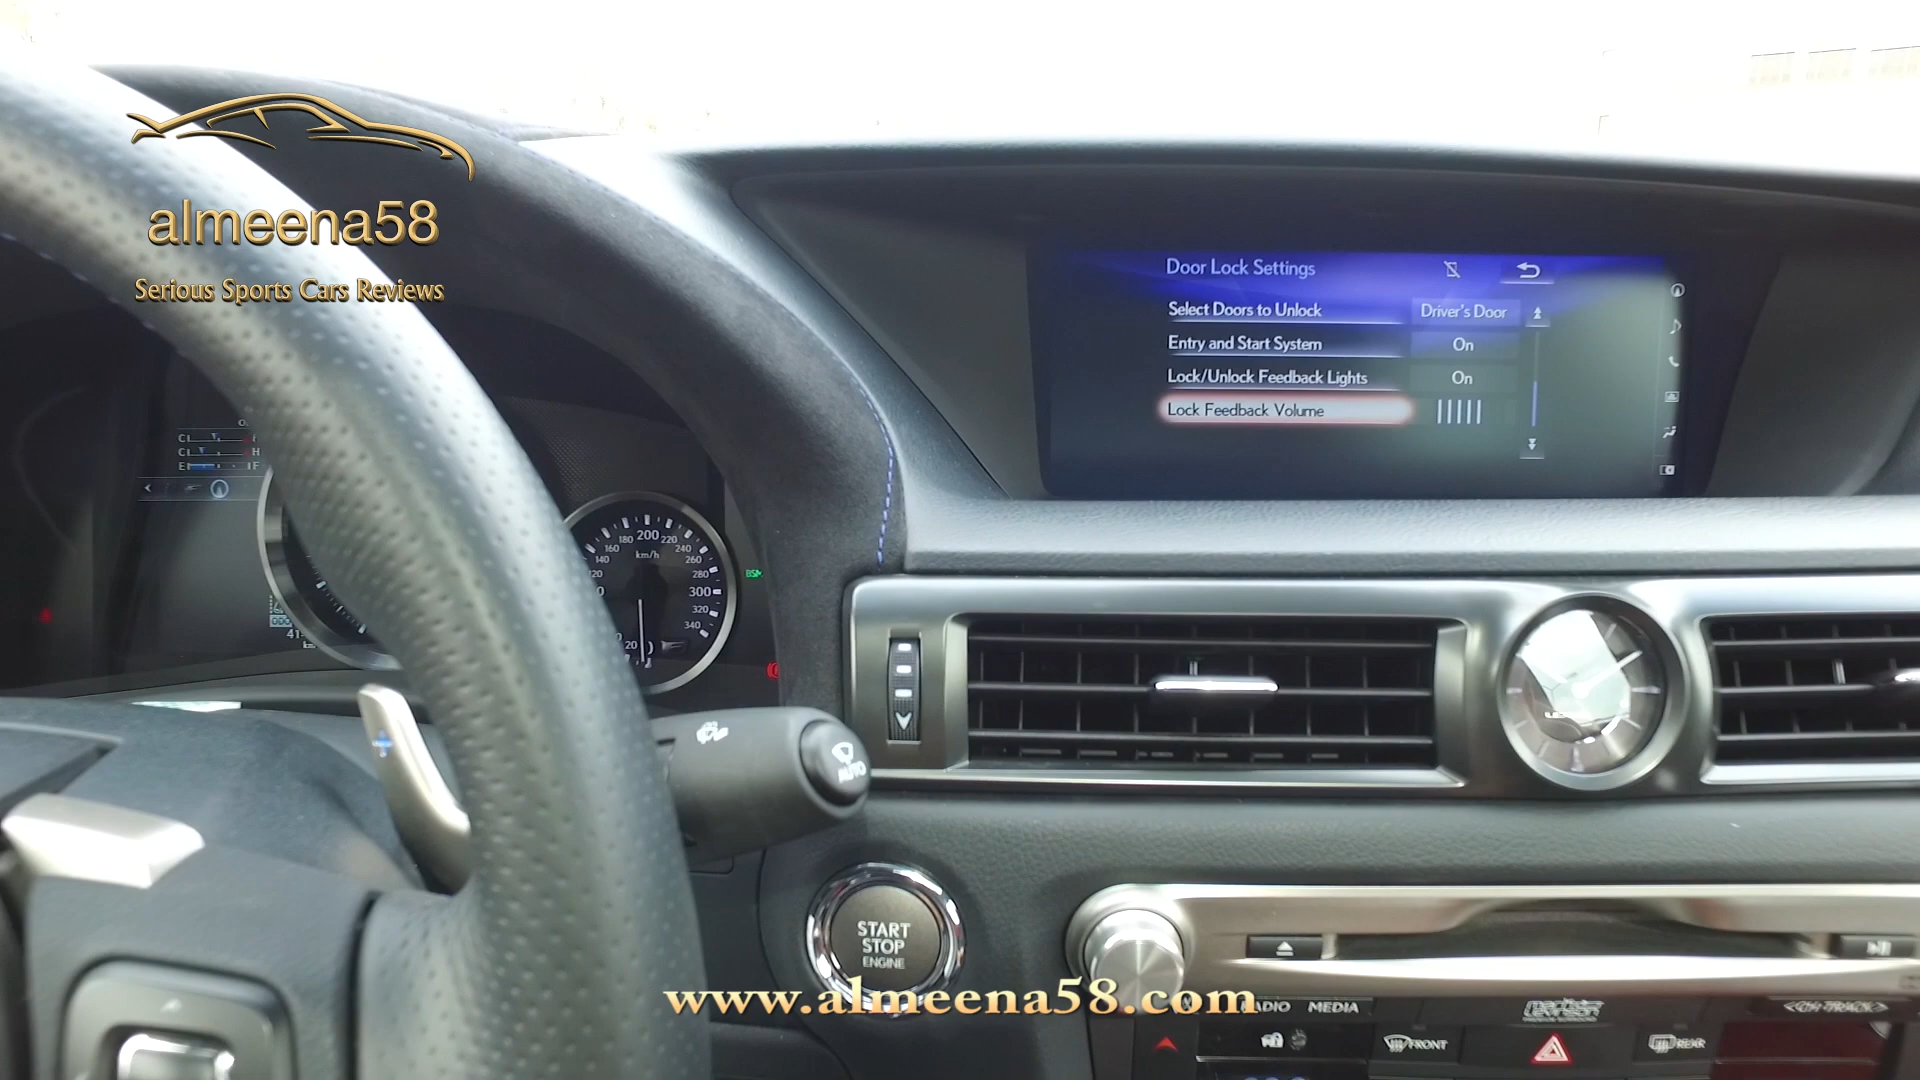 almeena58
Serious Sports Cars Reviews
Door Lock Settings
Select Doors to Unlock Driver's Door
Entry and Start System On
Lock/Unlock Feedback Lights On
Lock Feedback Volume
C H
E F
140
160
180
200
220
240
260
280
300
320
340
20
km/h
BSM
AUTO
START
STOP
ENGINE
www.almeena58.com
MEDIA
FRONT
REAR